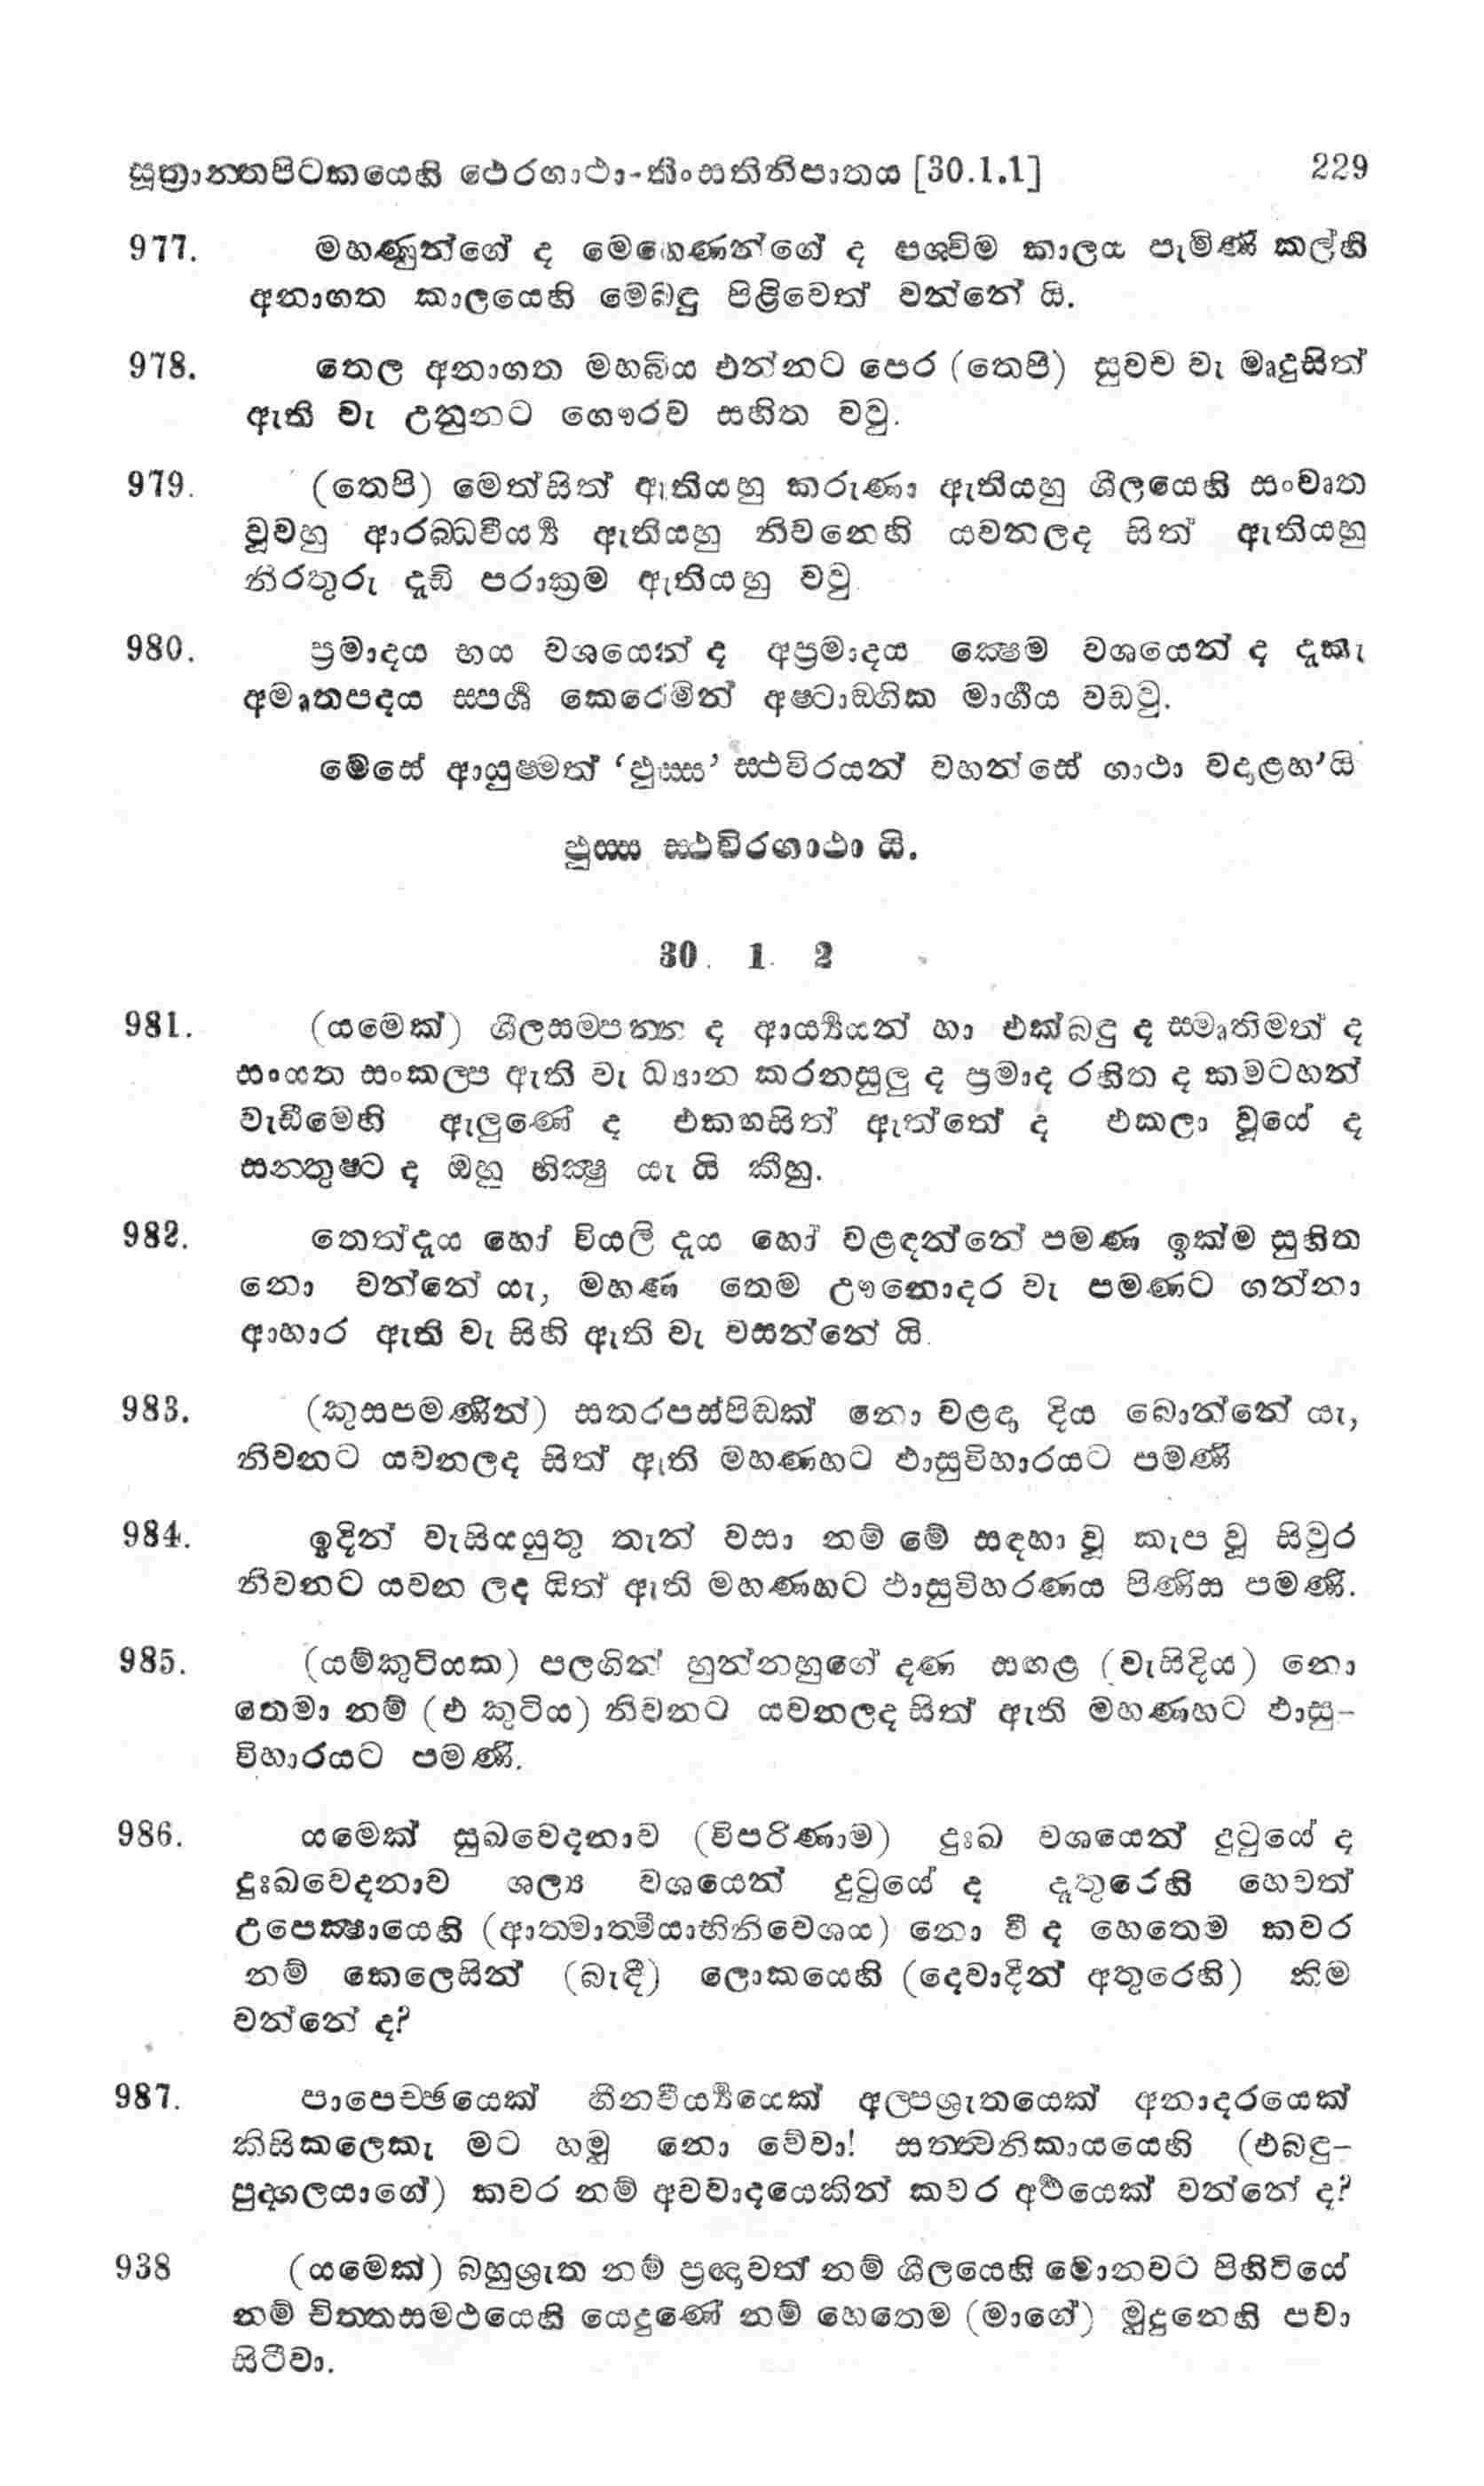 සූත්‍රාන්තපිටකයෙහි ථෙරගාථා-තිංසතිනිපාතය [30.1.1] 229
977. මහණුන්ගේ ද මෙහෙණන්ගේ ද පශ්චිම කාලය පැමිණි කල්හි
අනාගත කාලයෙහි මෙබඳු පිළිවෙත් වන්නේ යි.
978. තෙල අනාගත මහබිය එන්නට පෙර (තෙපි) සුවච වැ මෘදුසිත්
ඇති වැ උනුනට ගෞරව සහිත වවු.
979. (තෙපි) මෙත්සිත් ඇතියහු කරුණා ඇතියහු ශීලයෙහි සංවෘත
වූවහු ආරබ්ධවීර්‍ය්‍ය ඇතියහු නිවනෙහි යවනලද සිත් ඇතියහු
නිරතුරු දැඩි පරාක්‍රම ඇතියහු වවු.
980. ප්‍රමාදය භය වශයෙන් ද අප්‍රමාදය ක්‍ෂෙම වශයෙන් ද දැකැ
අමෘතපදය ස්පර්‍ශ කෙරෙමින් අෂ්ටාඞ්ගික මාර්‍ගය වඩවු.
මෙසේ ආයුෂ්මත් ‘ඵුස්ස’ ස්ථවිරයන් වහන්සේ ගාථා වදාළහ’යි
ඵුස්ස ස්ථවිරගාථා යි.
30. 1. 2
981. (යමෙක්) ශීලසම්පන්න ද ආර්‍ය්‍යයන් හා එක්බඳු ද සමෘතිමත් ද
සංයත සංකල්ප ඇති වැ ධ්‍යාන කරනසුලු ද ප්‍රමාද රහිත ද කමටහන්
වැඩීමෙහි ඇලුණේ ද එකඟසිත් ඇත්තේ ද එකලා වූයේ ද
සන්තුෂ්ට ද ඔහු භික්‍ෂු යැ යි කීහු.
982. තෙත්දැය හෝ වියලි දැය හෝ වළඳන්නේ පමණ ඉක්ම සුහිත
නො වන්නේ යැ, මහණ තෙම ඌනොදර වැ පමණට ගන්නා
ආහාර ඇති වැ සිහි ඇති වැ වසන්නේ යි.
983. (කුසපමණින්) සතරපස්පිඩක් නො වළඳා දිය බොන්නේ යැ,
නිවනට යවනලද සිත් ඇති මහණහට ඵාසුවිහාරයට පමණි
984. ඉදින් වැසියයුතු තැන් වසා නම් මේ සඳහා වූ කැප වූ සිවුර
නිවනට යවන ලද සිත් ඇති මහණහට ඵාසුවිහරණය පිණිස පමණි.
985. (යම්කුටියක) පලගින් හුන්නහුගේ දණ සඟළ (වැසිදිය) නො
තෙමා නම් (එ කුටිය) නිවනට යවනලද සිත් ඇති මහණහට ඵාසු-
විහාරයට පමණි.
986. යමෙක් සුඛවෙදනාව (විපරිණාම) දුඃඛ වශයෙන් දුටුයේ ද
දුඃඛවෙදනාව ශල්‍ය වශයෙන් දුටුයේ ද දැතුරෙහි හෙවත්
උපෙක්‍ෂායෙහි (ආත්මාත්මීයාභිනිවෙශය) නො වී ද හෙතෙම කවර
නම් කෙලෙසින් (බැඳී) ලොකයෙහි (දෙවාදීන් අතුරෙහි) කිම
වන්නේ ද?
987. පාපෙච්ඡයෙක් හීනවීර්‍ය්‍යයෙක් අල්පශ්‍රැතයෙක් අනාදරයෙක්
කිසිකලෙකැ මට හමු නො වේවා! සත්ත්‍වනිකායයෙහි (එබඳු-
පුද්ගලයාගේ) කවර නම් අවවාදයෙකින් කවර අර්‍ථයෙක් වන්නේ ද?
938 (යමෙක්) බහුශ්‍රැත නම් ප්‍රඥාවත් නම් ශීලයෙහි මොනවට පිහිටියේ
නම් චිත්තසමථයෙහි යෙදුණේ නම් හෙතෙම (මාගේ) මුදුනෙහි පවා
සිටීවා.